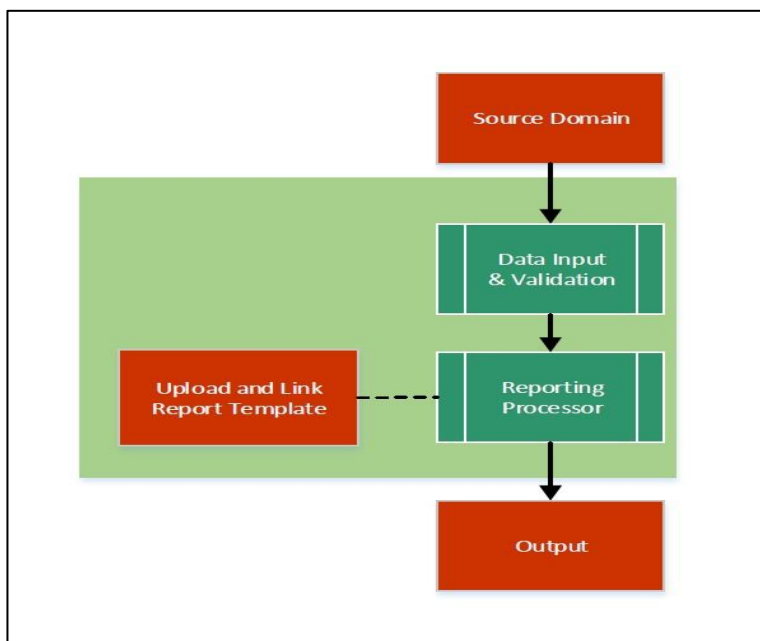 Source Domain
Data Input
& Validation
Upload and Link
Report Template
Reporting
Processor
Output